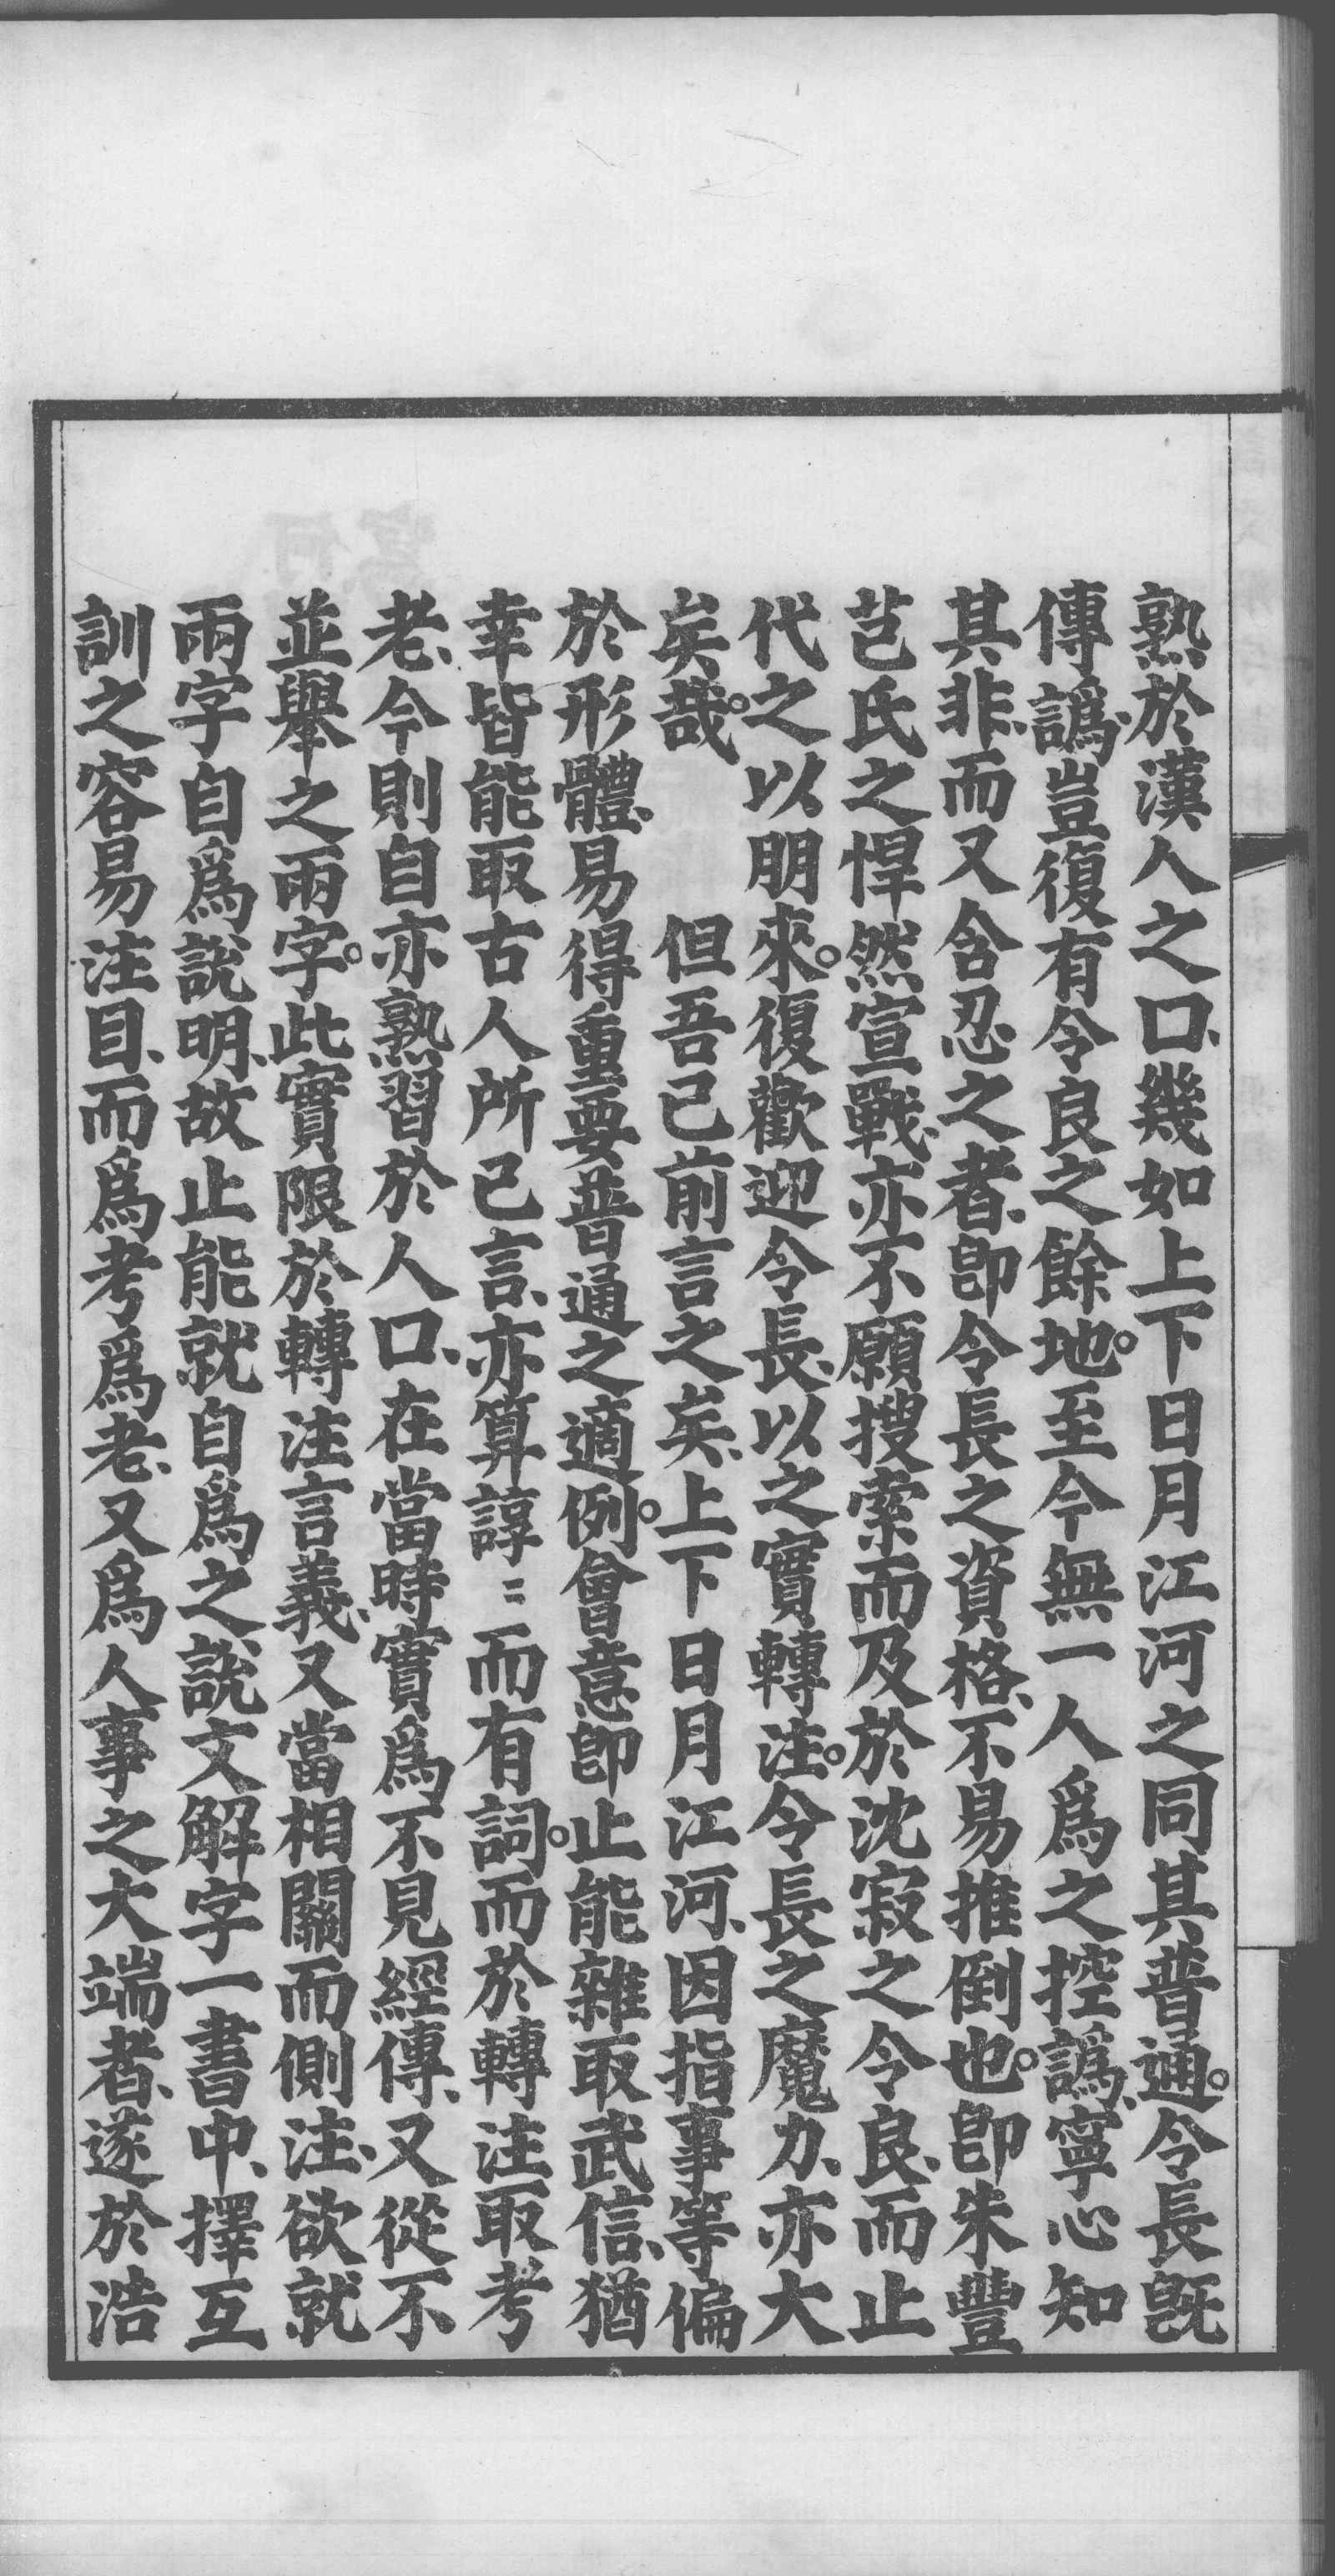 熟於漢人之口、幾如上下日月江河之同其普通。令長旣
傳譌、豈復有令良之餘地。至今無一人爲之控譌、寧心知
其非、而又含忍之者、卽令長之資格、不易推倒也。卽朱豐
芑氏之悍然宣戰、亦不願搜索而及於沈寂之令良、而止
代之以朋來。復歡迎令長、以之實轉注。令長之魔力、亦大
矣哉。　　但吾己前言之矣、上下日月江河、因指事等偏
於形體、易得重要普通之適例。會意卽止能雜取武信、猶
幸皆能取古人所己言、亦算諄〻而有詞。而於轉注取考
老、今則自亦熟習於人口、在當時實爲不見經傳、又從不
並舉之兩字。此實限於轉注言義、又當相關而側注、欲就
兩字自爲說明、故止能就自爲之說文解字一書中、擇互
訓之容易注目、而爲考爲老、又爲人事之大端者、遂於浩